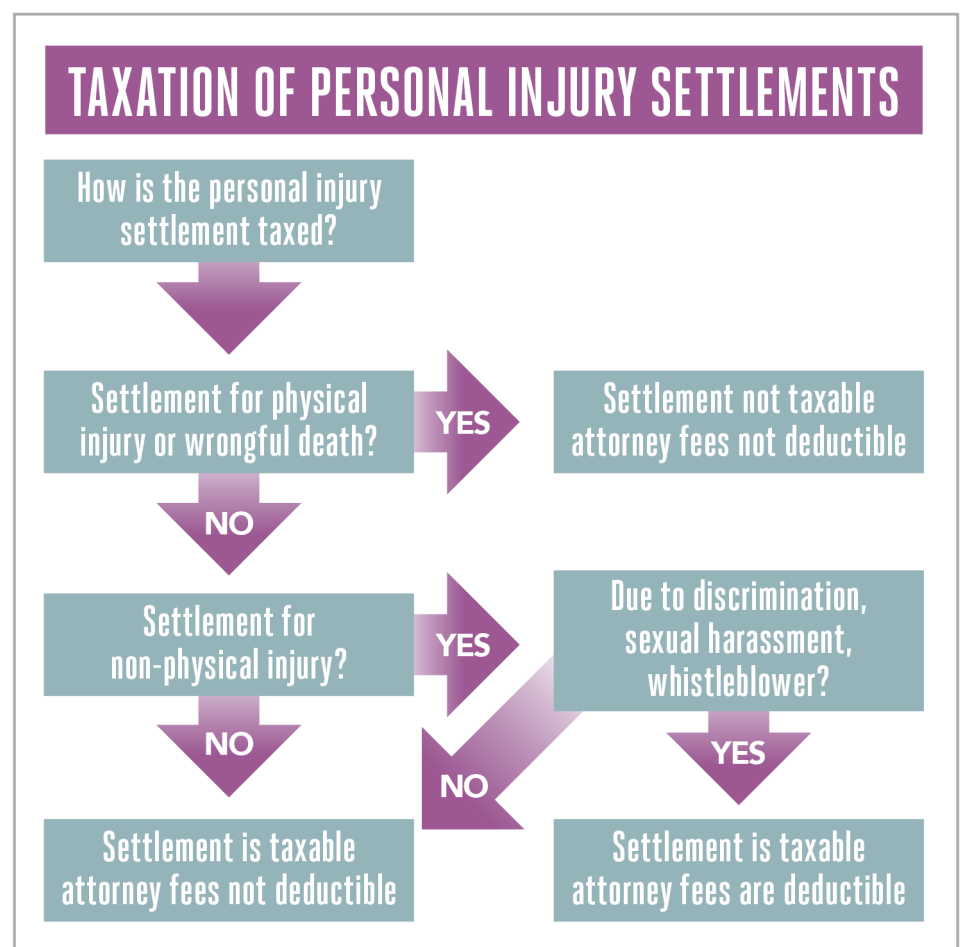 TAXATION OF PERSONAL INJURY SETTLEMENTS
How is the personal injury
settlement taxed?
Settlement for physical
injury or wrongful death?
YES
Settlement not taxable
attorney fees not deductible
NO
Settlement for
non-physical injury?
YES
Due to discrimination,
sexual harassment,
whistleblower?
NO
NO
YES
Settlement is taxable
attorney fees not deductible
Settlement is taxable
attorney fees are deductible